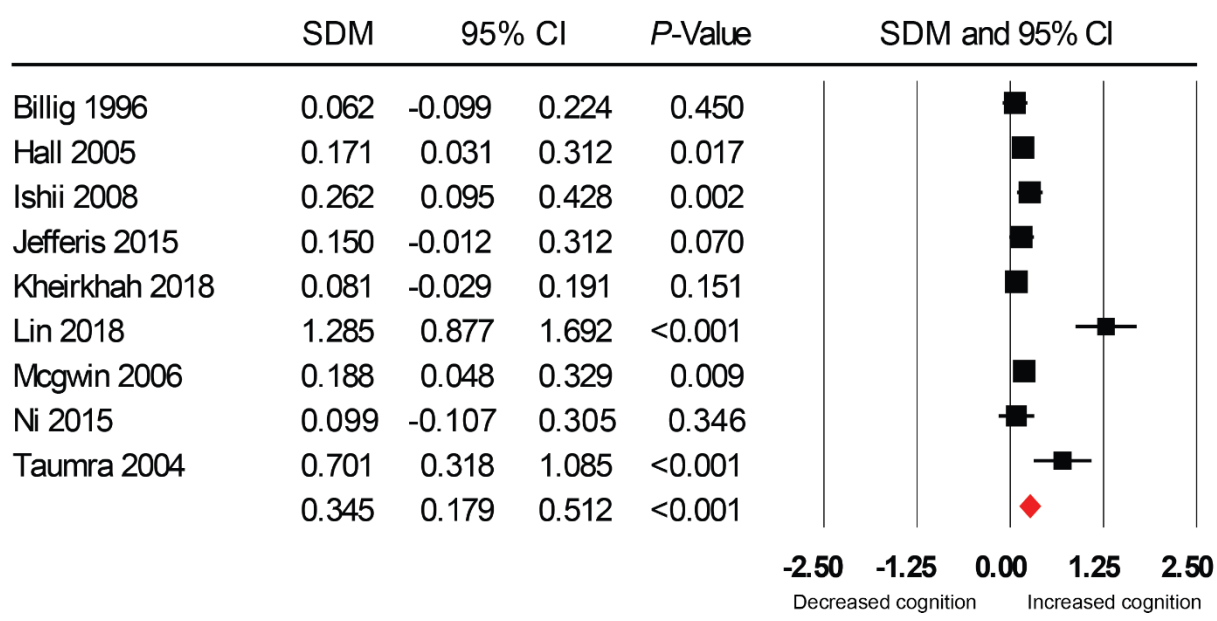 SDM 95% CI P-Value SDM and 95% CI
Billig 1996 0.062 -0.099 0.224 0.450
Hall 2005 0.171 0.031 0.312 0.017
Ishii 2008 0.262 0.095 0.428 0.002
Jefferis 2015 0.150 -0.012 0.312 0.070
Kheirkhah 2018 0.081 -0.029 0.191 0.151
Lin 2018 1.285 0.877 1.692 <0.001
Mcgwin 2006 0.188 0.048 0.329 0.009
Ni 2015 0.099 -0.107 0.305 0.346
Taumra 2004 0.701 0.318 1.085 <0.001
0.345 0.179 0.512 <0.001
-2.50 -1.25 0.00 1.25 2.50
Decreased cognition Increased cognition